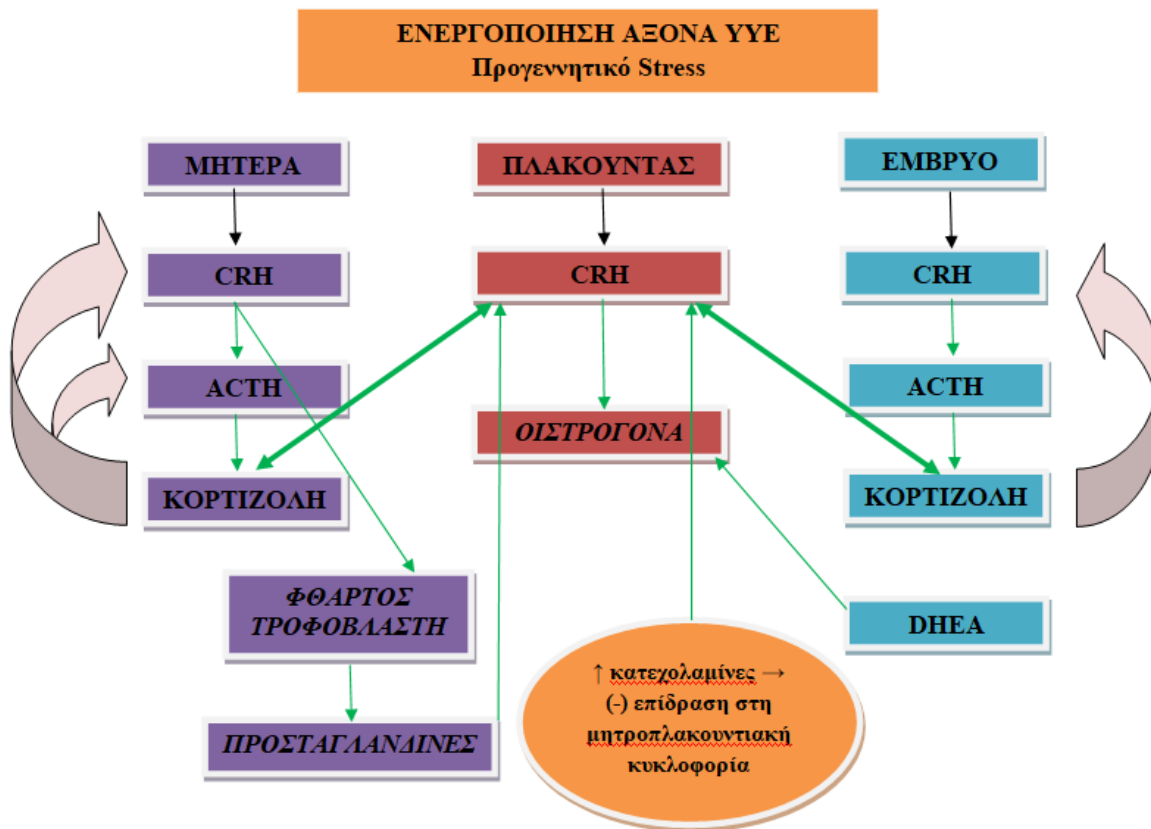 ΕΝΕΡΓΟΠΟΙΗΣΗ ΑΞΟΝΑ ΥΥΕ
Προγεννητικό Stress
ΜΗΤΕΡΑ
ΠΛΑΚΟΥΝΤΑΣ
ΕΜΒΡΥΟ
CRH
CRH
CRH
ACTH
ACTH
ΟΙΣΤΡΟΓΟΝΑ
ΚΟΡΤΙΖΟΛΗ
ΚΟΡΤΙΖΟΛΗ
ΦΘΑΡΤΟΣ
ΤΡΟΦΟΒΛΑΣΤΗ
DHEA
ΠΡΟΣΤΑΓΛΑΝΔΙΝΕΣ
↑ κατεχολαμίνες →
(-) επίδραση στη
μητροπλακουντιακή
κυκλοφορία